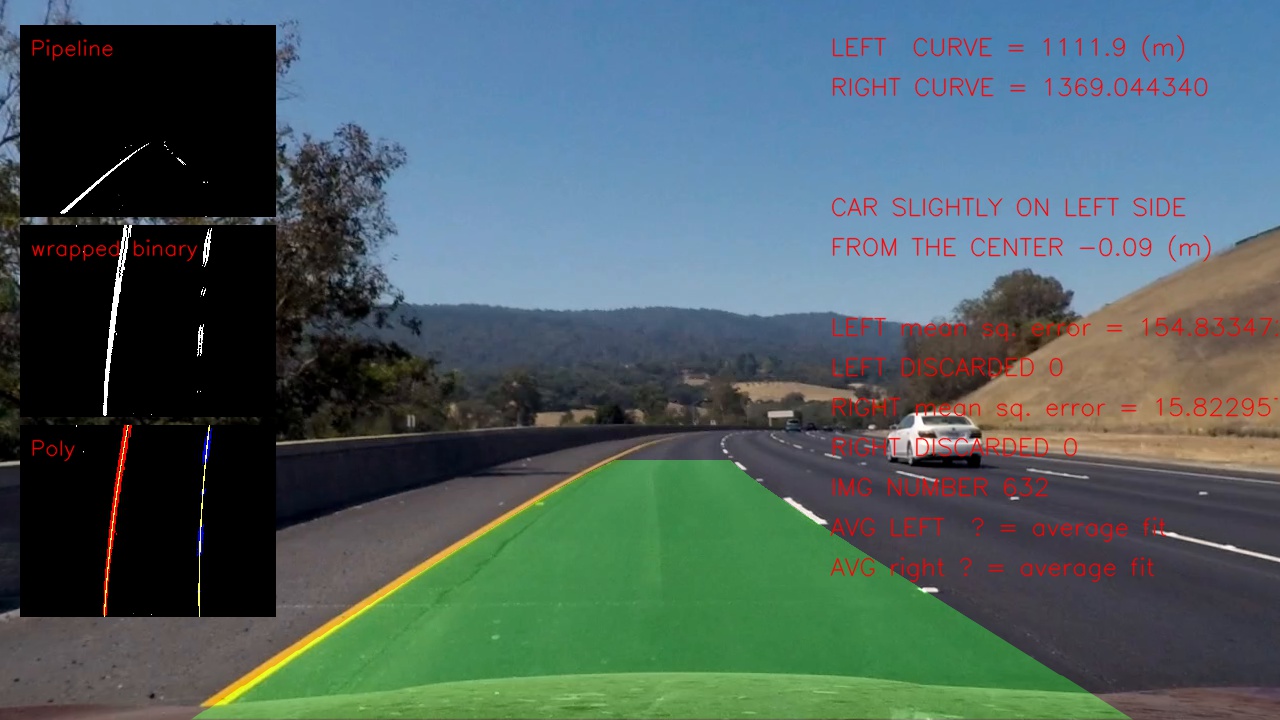 Pipeline
wrapped binary
Poly
LEFT CURVE = 1111.9 (m)
RIGHT CURVE = 1369.044340
CAR SLIGHTLY ON LEFT SIDE
FROM THE CENTER −0.09 (m)
LEFT mean sq. error = 154.83347
LEFT DISCARDED 0
RIGHT mean sq. error = 15.82295
RIGHT DISCARDED 0
IMG NUMBER 632
AVG LEFT ? = average fit
AVG right ? = average fit